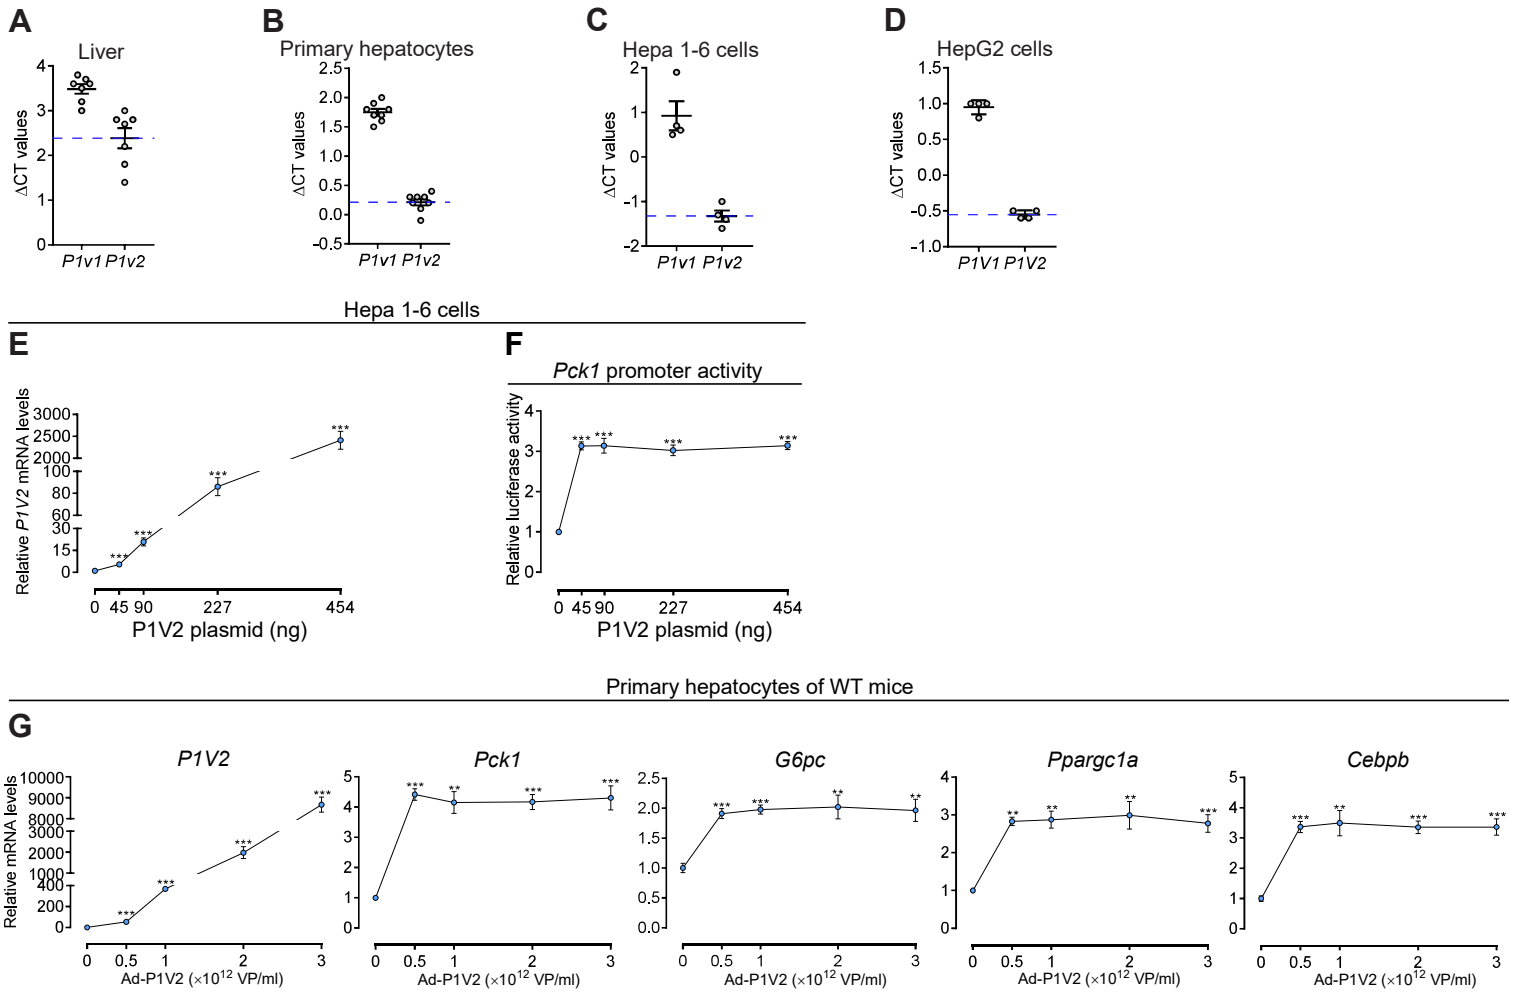 A
Liver
ΔCT values
4
3
2
1
0
P1v1 P1v2
B
Primary hepatocytes
ΔCT values
2.5
2.0
1.5
1.0
0.5
0.0
-0.5
P1v1 P1v2
C
Hepa 1-6 cells
ΔCT values
2
1
0
-1
-2
P1v1 P1v2
D
HepG2 cells
ΔCT values
1.5
1.0
0.5
0.0
-0.5
-1.0
P1V1 P1V2
Hepa 1-6 cells
E
Relative P1V2 mRNA levels
3000
2500
2000
100
80
60
30
15
0
***
***
***
***
0 45 90 227 454
P1V2 plasmid (ng)
F
Pck1 promoter activity
Relative luciferase activity
4
3
2
1
0
***
***
***
***
0 45 90 227 454
P1V2 plasmid (ng)
Primary hepatocytes of WT mice
G
P1V2
Relative mRNA levels
10000
9000
8000
3000
2000
1000
400
200
0
***
***
***
***
0 0.5 1 2 3
Ad-P1V2 (×10¹² VP/ml)
Pck1
5
4
3
2
1
0
***
**
***
***
0 0.5 1 2 3
Ad-P1V2 (×10¹² VP/ml)
G6pc
2.5
2.0
1.5
1.0
0.5
0.0
***
***
**
**
0 0.5 1 2 3
Ad-P1V2 (×10¹² VP/ml)
Ppargc1a
4
3
2
1
0
**
**
**
***
0 0.5 1 2 3
Ad-P1V2 (×10¹² VP/ml)
Cebpb
5
4
3
2
1
0
***
**
***
***
0 0.5 1 2 3
Ad-P1V2 (×10¹² VP/ml)